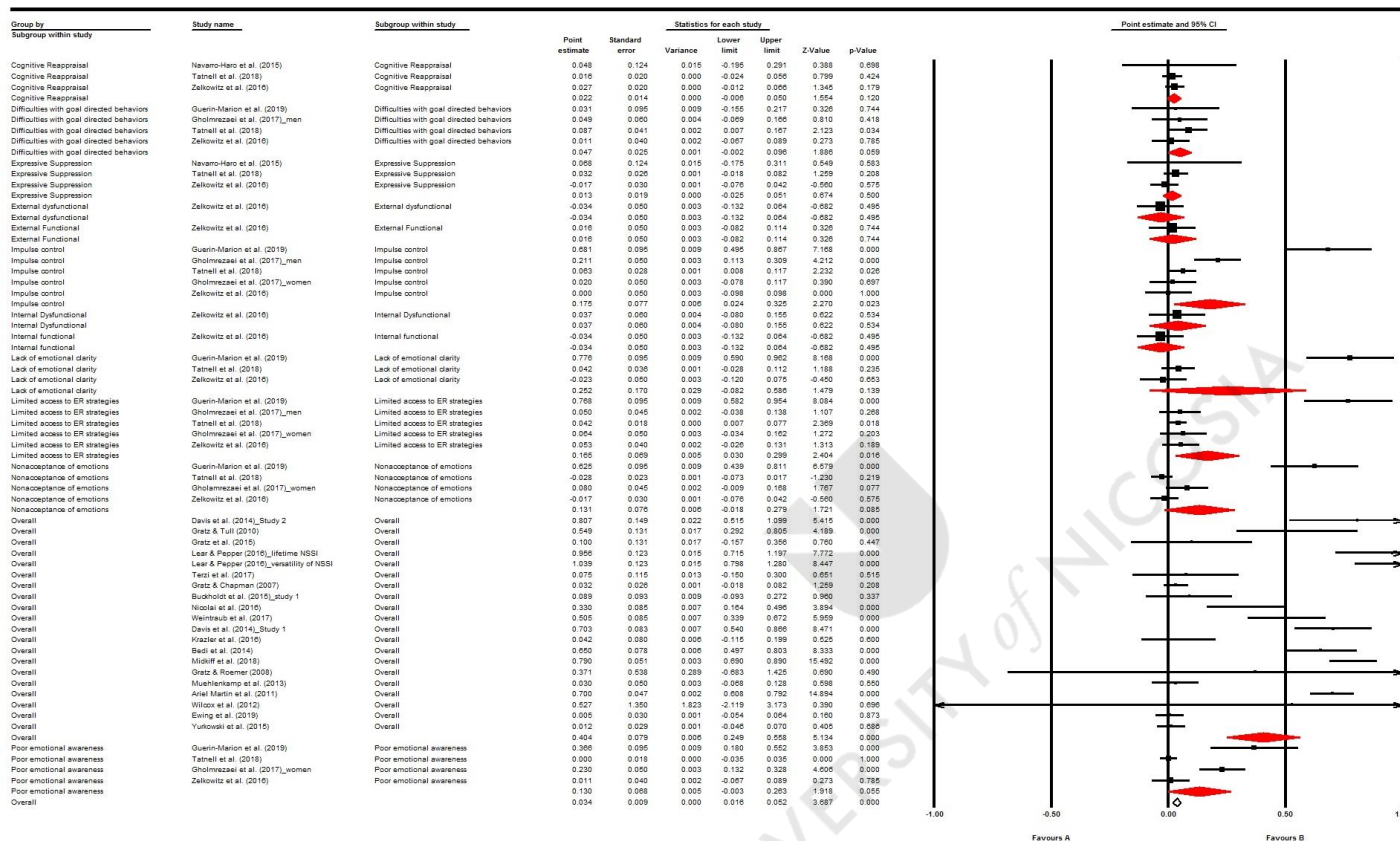 Group by Study name Subgroup within study Statistics for each study Point estimate and 95% CI
Subgroup within study
Point Standard Lower Upper
estimate error Variance limit limit Z-Value p-Value
Cognitive Reappraisal Navarro-Haro et al. (2015) Cognitive Reappraisal 0.048 0.124 0.015 -0.195 0.291 0.388 0.698
Cognitive Reappraisal Tatnell et al. (2018) Cognitive Reappraisal 0.016 0.020 0.000 -0.024 0.056 0.799 0.424
Cognitive Reappraisal Zelkowitz et al. (2016) Cognitive Reappraisal 0.027 0.020 0.000 -0.012 0.066 1.346 0.179
Cognitive Reappraisal 0.022 0.014 0.000 -0.006 0.050 1.554 0.120
Difficulties with goal directed behaviors Guerin-Marion et al. (2019) Difficulties with goal directed behaviors 0.031 0.095 0.009 -0.155 0.217 0.326 0.744
Difficulties with goal directed behaviors Gholmrezaei et al. (2017)_men Difficulties with goal directed behaviors 0.049 0.060 0.004 -0.069 0.166 0.810 0.418
Difficulties with goal directed behaviors Tatnell et al. (2018) Difficulties with goal directed behaviors 0.087 0.041 0.002 0.007 0.167 2.123 0.034
Difficulties with goal directed behaviors Zelkowitz et al. (2016) Difficulties with goal directed behaviors 0.011 0.040 0.002 -0.067 0.089 0.273 0.785
Difficulties with goal directed behaviors 0.047 0.025 0.001 -0.002 0.096 1.886 0.059
Expressive Suppression Navarro-Haro et al. (2015) Expressive Suppression 0.068 0.124 0.015 -0.175 0.311 0.549 0.583
Expressive Suppression Tatnell et al. (2018) Expressive Suppression 0.032 0.026 0.001 -0.018 0.082 1.259 0.208
Expressive Suppression Zelkowitz et al. (2016) Expressive Suppression -0.017 0.030 0.001 -0.076 0.042 -0.560 0.575
Expressive Suppression 0.013 0.019 0.000 -0.025 0.051 0.674 0.500
External dysfunctional Zelkowitz et al. (2016) External dysfunctional -0.034 0.050 0.003 -0.132 0.064 -0.682 0.495
External dysfunctional -0.034 0.050 0.003 -0.132 0.064 -0.682 0.495
External Functional Zelkowitz et al. (2016) External Functional 0.016 0.050 0.003 -0.082 0.114 0.326 0.744
External Functional 0.016 0.050 0.003 -0.082 0.114 0.326 0.744
Impulse control Guerin-Marion et al. (2019) Impulse control 0.681 0.095 0.009 0.495 0.867 7.168 0.000
Impulse control Gholmrezaei et al. (2017)_men Impulse control 0.211 0.050 0.003 0.113 0.309 4.212 0.000
Impulse control Tatnell et al. (2018) Impulse control 0.063 0.028 0.001 0.008 0.117 2.232 0.026
Impulse control Gholmrezaei et al. (2017)_women Impulse control 0.020 0.050 0.003 -0.078 0.117 0.390 0.697
Impulse control Zelkowitz et al. (2016) Impulse control 0.000 0.050 0.003 -0.098 0.098 0.000 1.000
Impulse control 0.175 0.077 0.006 0.024 0.325 2.270 0.023
Internal Dysfunctional Zelkowitz et al. (2016) Internal Dysfunctional 0.037 0.060 0.004 -0.080 0.155 0.622 0.534
Internal Dysfunctional 0.037 0.060 0.004 -0.080 0.155 0.622 0.534
Internal functional Zelkowitz et al. (2016) Internal functional -0.034 0.050 0.003 -0.132 0.064 -0.682 0.495
Internal functional -0.034 0.050 0.003 -0.132 0.064 -0.682 0.495
Lack of emotional clarity Guerin-Marion et al. (2019) Lack of emotional clarity 0.776 0.095 0.009 0.590 0.962 8.168 0.000
Lack of emotional clarity Tatnell et al. (2018) Lack of emotional clarity 0.042 0.036 0.001 -0.028 0.112 1.188 0.235
Lack of emotional clarity Zelkowitz et al. (2016) Lack of emotional clarity -0.023 0.050 0.003 -0.120 0.075 -0.450 0.653
Lack of emotional clarity 0.252 0.170 0.029 -0.082 0.586 1.479 0.139
Limited access to ER strategies Guerin-Marion et al. (2019) Limited access to ER strategies 0.768 0.095 0.009 0.582 0.954 8.084 0.000
Limited access to ER strategies Gholmrezaei et al. (2017)_men Limited access to ER strategies 0.050 0.045 0.002 -0.038 0.138 1.107 0.268
Limited access to ER strategies Tatnell et al. (2018) Limited access to ER strategies 0.042 0.018 0.000 0.007 0.077 2.369 0.018
Limited access to ER strategies Gholmrezaei et al. (2017)_women Limited access to ER strategies 0.064 0.050 0.003 -0.034 0.162 1.272 0.203
Limited access to ER strategies Zelkowitz et al. (2016) Limited access to ER strategies 0.053 0.040 0.002 -0.026 0.131 1.313 0.189
Limited access to ER strategies 0.165 0.069 0.005 0.030 0.299 2.404 0.016
Nonacceptance of emotions Guerin-Marion et al. (2019) Nonacceptance of emotions 0.625 0.095 0.009 0.439 0.811 6.579 0.000
Nonacceptance of emotions Tatnell et al. (2018) Nonacceptance of emotions -0.028 0.023 0.001 -0.073 0.017 -1.230 0.219
Nonacceptance of emotions Gholamrezaei et al. (2017)_women Nonacceptance of emotions 0.080 0.045 0.002 -0.009 0.168 1.767 0.077
Nonacceptance of emotions Zelkowitz et al. (2016) Nonacceptance of emotions -0.017 0.030 0.001 -0.076 0.042 -0.560 0.575
Nonacceptance of emotions 0.131 0.076 0.006 -0.018 0.279 1.721 0.085
Overall Davis et al. (2014)_Study 2 Overall 0.807 0.149 0.022 0.515 1.099 5.415 0.000
Overall Gratz & Tull (2010) Overall 0.549 0.131 0.017 0.292 0.805 4.189 0.000
Overall Gratz et al. (2015) Overall 0.100 0.131 0.017 -0.157 0.356 0.760 0.447
Overall Lear & Pepper (2016)_lifetime NSSI Overall 0.956 0.123 0.015 0.715 1.197 7.772 0.000
Overall Lear & Pepper (2016)_versatility of NSSI Overall 1.039 0.123 0.015 0.798 1.280 8.447 0.000
Overall Terzi et al. (2017) Overall 0.075 0.115 0.013 -0.150 0.300 0.651 0.515
Overall Gratz & Chapman (2007) Overall 0.032 0.026 0.001 -0.018 0.082 1.259 0.208
Overall Buckholdt et al. (2015)_study 1 Overall 0.089 0.093 0.009 -0.093 0.272 0.960 0.337
Overall Nicolai et al. (2016) Overall 0.330 0.085 0.007 0.164 0.496 3.894 0.000
Overall Weintraub et al. (2017) Overall 0.505 0.085 0.007 0.339 0.672 5.959 0.000
Overall Davis et al. (2014)_Study 1 Overall 0.703 0.083 0.007 0.540 0.866 8.471 0.000
Overall Krazler et al. (2016) Overall 0.042 0.080 0.006 -0.115 0.199 0.525 0.600
Overall Bedi et al. (2014) Overall 0.650 0.078 0.006 0.497 0.803 8.333 0.000
Overall Midkiff et al. (2018) Overall 0.790 0.051 0.003 0.690 0.890 15.492 0.000
Overall Gratz & Roemer (2008) Overall 0.371 0.538 0.289 -0.683 1.425 0.690 0.490
Overall Muehlenkamp et al. (2013) Overall 0.030 0.050 0.003 -0.068 0.128 0.598 0.550
Overall Ariel Martin et al. (2011) Overall 0.700 0.047 0.002 0.608 0.792 14.894 0.000
Overall Wilcox et al. (2012) Overall 0.527 1.350 1.823 -2.119 3.173 0.390 0.696
Overall Ewing et al. (2019) Overall 0.005 0.030 0.001 -0.054 0.064 0.160 0.873
Overall Yurkowski et al. (2015) Overall 0.012 0.029 0.001 -0.046 0.070 0.405 0.686
Overall 0.404 0.079 0.006 0.249 0.558 5.134 0.000
Poor emotional awareness Guerin-Marion et al. (2019) Poor emotional awareness 0.366 0.095 0.009 0.180 0.552 3.853 0.000
Poor emotional awareness Tatnell et al. (2018) Poor emotional awareness 0.000 0.018 0.000 -0.035 0.035 0.000 1.000
Poor emotional awareness Gholmrezaei et al. (2017)_women Poor emotional awareness 0.230 0.050 0.003 0.132 0.328 4.606 0.000
Poor emotional awareness Zelkowitz et al. (2016) Poor emotional awareness 0.011 0.040 0.002 -0.067 0.089 0.273 0.785
Poor emotional awareness 0.130 0.068 0.005 -0.003 0.263 1.918 0.055
Overall 0.034 0.009 0.000 0.016 0.052 3.687 0.000
-1.00 -0.50 0.00 0.50
Favours A Favours B
UNIVERSITY of NICOSIA